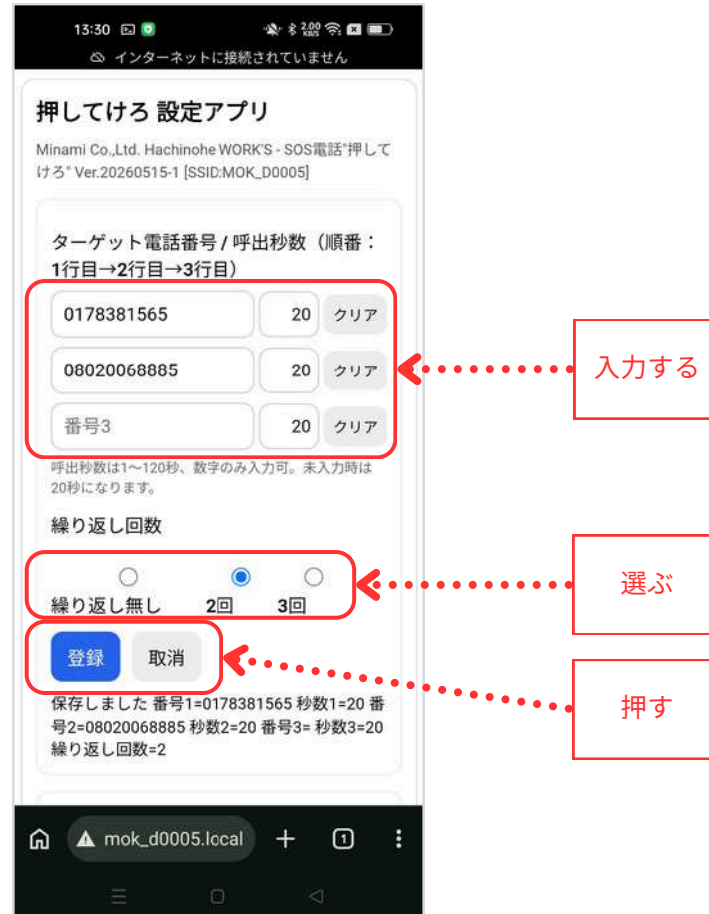 13:30 2.00 KB/S
インターネットに接続されていません
押してけろ 設定アプリ
Minami Co.,Ltd. Hachinohe WORK'S - SOS電話"押して
けろ" Ver.20260515-1 [SSID:MOK_D0005]
ターゲット電話番号 / 呼出秒数（順番：
1行目→2行目→3行目）
0178381565 20 クリア
入力する
08020068885 20 クリア
番号3 20 クリア
呼出秒数は1〜120秒、数字のみ入力可。未入力時は
20秒になります。
繰り返し回数
繰り返し無し 2回 3回
選ぶ
登録 取消
押す
保存しました 番号1=0178381565 秒数1=20 番
号2=08020068885 秒数2=20 番号3= 秒数3=20
繰り返し回数=2
mok_d0005.local + 1